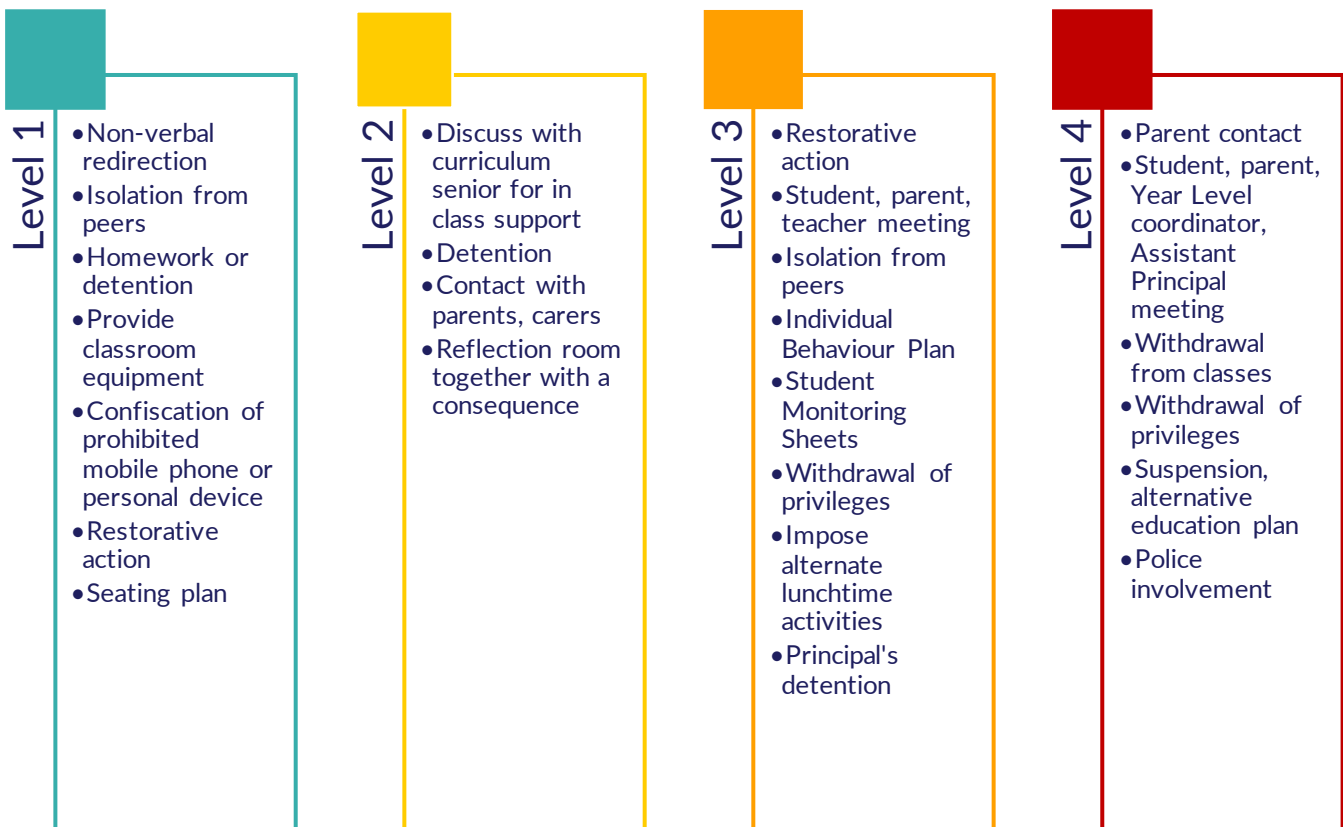 Level 1
•Non-verbal
redirection
•Isolation from
peers
•Homework or
detention
•Provide
classroom
equipment
•Confiscation of
prohibited
mobile phone or
personal device
•Restorative
action
•Seating plan
Level 2
•Discuss with
curriculum
senior for in
class support
•Detention
•Contact with
parents, carers
•Reflection room
together with a
consequence
Level 3
•Restorative
action
•Student, parent,
teacher meeting
•Isolation from
peers
•Individual
Behaviour Plan
•Student
Monitoring
Sheets
•Withdrawal of
privileges
•Impose
alternate
lunchtime
activities
•Principal's
detention
Level 4
•Parent contact
•Student, parent,
Year Level
coordinator,
Assistant
Principal
meeting
•Withdrawal
from classes
•Withdrawal of
privileges
•Suspension,
alternative
education plan
•Police
involvement